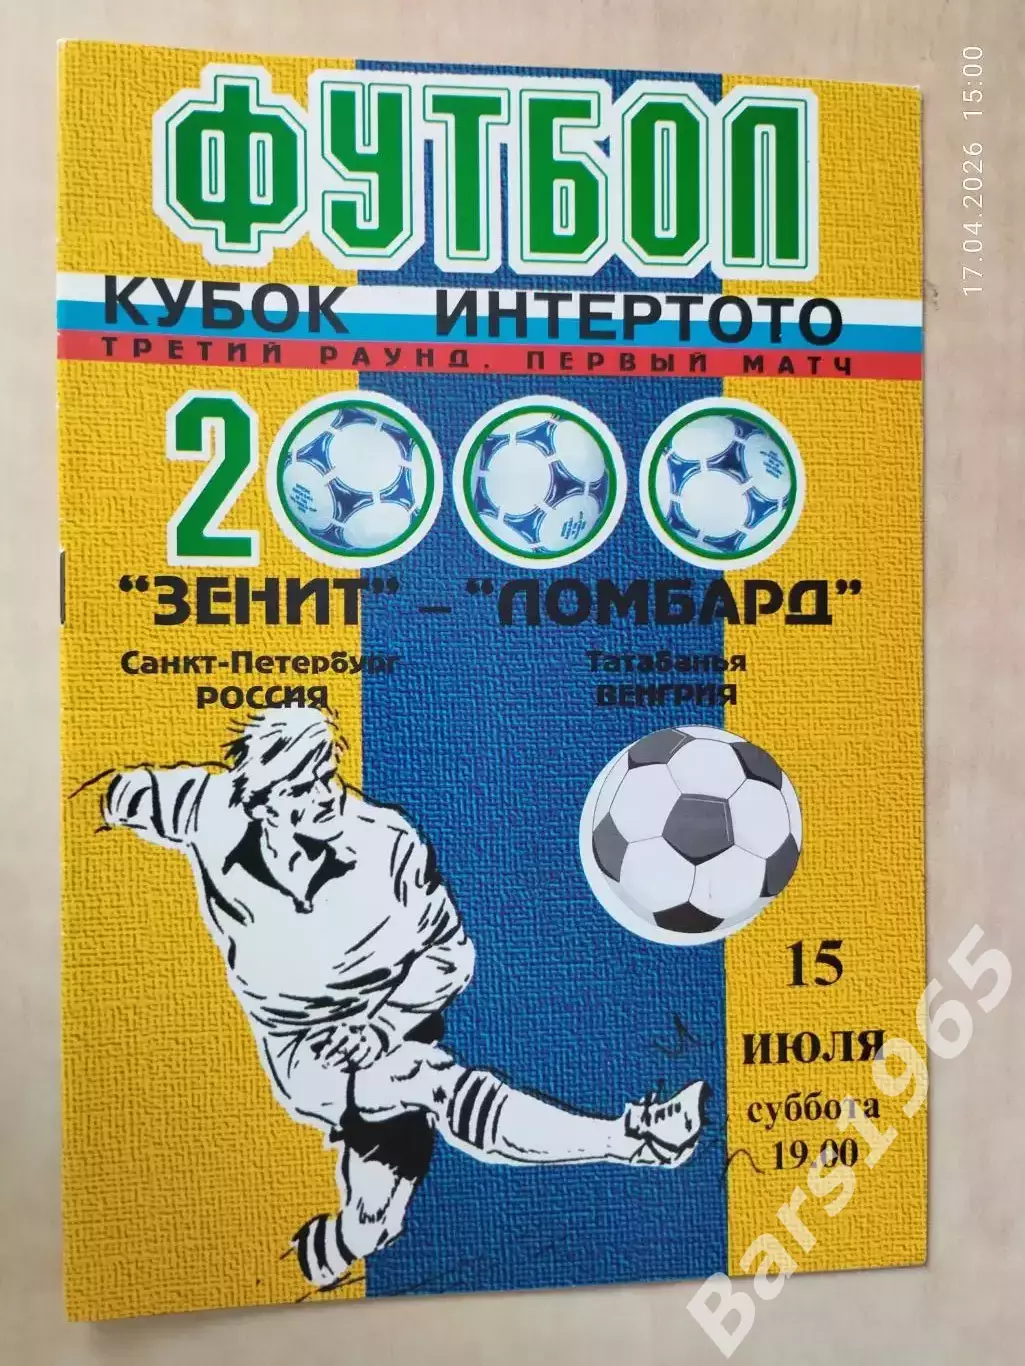 ФУТБОЛ
КУБОК ИНТЕРТОТО
ТРЕТИЙ РАУНД. ПЕРВЫЙ МАТЧ
2000
"ЗЕНИТ" – "ЛОМБАРД"
Санкт-Петербург Татабанья
РОССИЯ ВЕНГРИЯ
15
ИЮЛЯ
суббота
19.00
17.04.2026 15:00
Bars1965